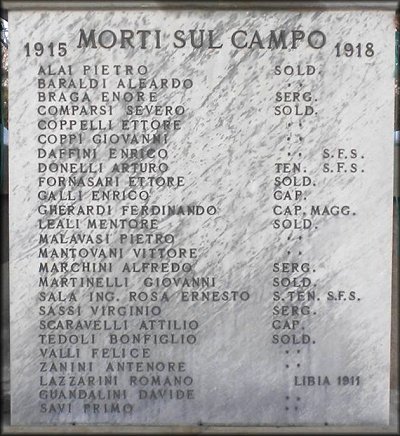 1915 MORTI SUL CAMPO 1918
ALAI PIETRO SOLD.
BARALDI ALEARDO " "
BRAGA ENORE SERG.
COMPARSI SEVERO SOLD.
COPPELLI ETTORE " "
COPPI GIOVANNI " "
DAFFINI ENRICO " " S.F.S.
DONELLI ARTURO TEN. S.F.S.
FORNASARI ETTORE SOLD.
GALLI ENRICO CAP.
GHERARDI FERDINANDO CAP. MAGG.
LEALI MENTORE SOLD.
MALAVASI PIETRO " "
MANTOVANI VITTORE " "
MARCHINI ALFREDO SERG.
MARTINELLI GIOVANNI SOLD.
SALA ING. ROSA ERNESTO S.TEN. S.F.S.
SASSI VIRGINIO SERG.
SCARAVELLI ATTILIO CAP.
TEDOLI BONFIGLIO SOLD.
VALLI FELICE " "
ZANINI ANTENORE " "
LAZZARINI ROMANO LIBIA 1911
GUANDALINI DAVIDE " "
SAVI PRIMO " "